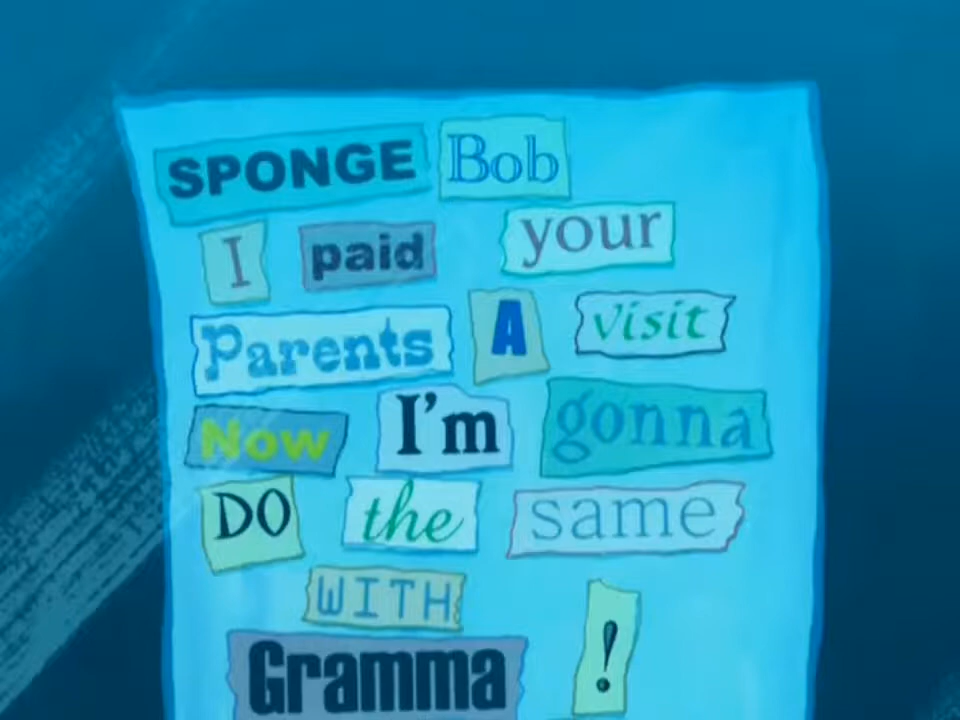 SPONGE Bob
I paid your
Parents A visit
Now I'm gonna
DO the same
WITH
Gramma !